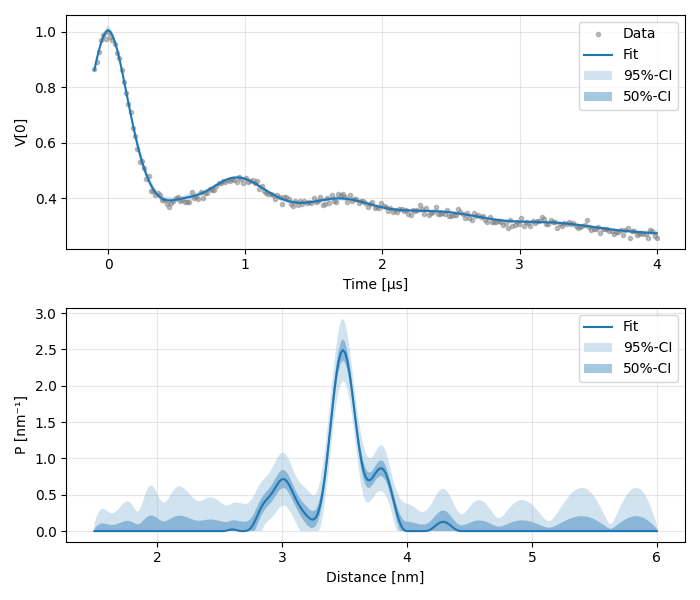 1.0
0.8
0.6
0.4
V[0]
Data
Fit
95%-CI
50%-CI
0 1 2 3 4
Time [μs]
3.0
2.5
2.0
1.5
1.0
0.5
0.0
P [nm⁻¹]
Fit
95%-CI
50%-CI
2 3 4 5 6
Distance [nm]